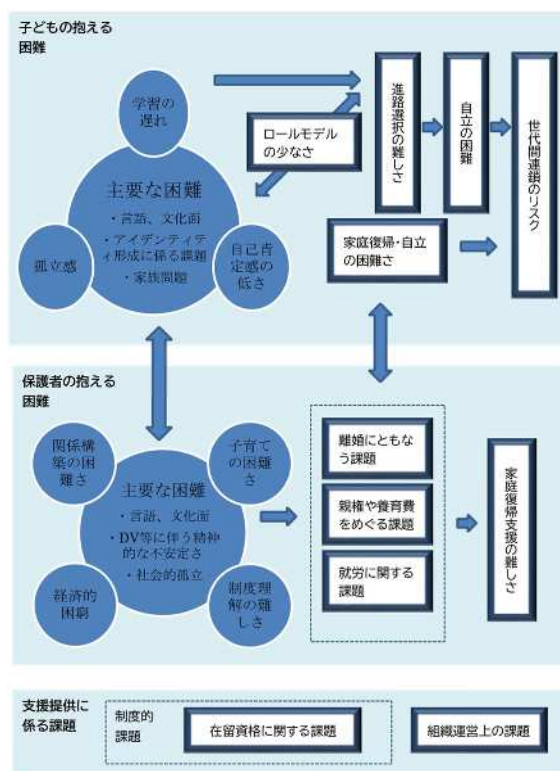 子どもの抱える
困難
学習の
遅れ
主要な困難
・言語、文化面
・アイデンティテ
ィ形成に係る課題
・家族問題
孤立感
自己肯
定感の
低さ
ロールモデル
の少なさ
進路選択の難しさ
自立の困難
世代間連鎖のリスク
家庭復帰・自立
の困難さ
保護者の抱える
困難
関係構
築の困
難さ
子育て
の困難
さ
主要な困難
・言語、文化面
・DV等に伴う精神
的な不安定さ
・社会的孤立
経済的
困窮
制度理
解の難
しさ
離婚にともな
う課題
親権や養育費
をめぐる課題
就労に関する
課題
家庭復帰支援の難しさ
支援提供に
係る課題
制度的
課題
在留資格に関する課題
組織運営上の課題